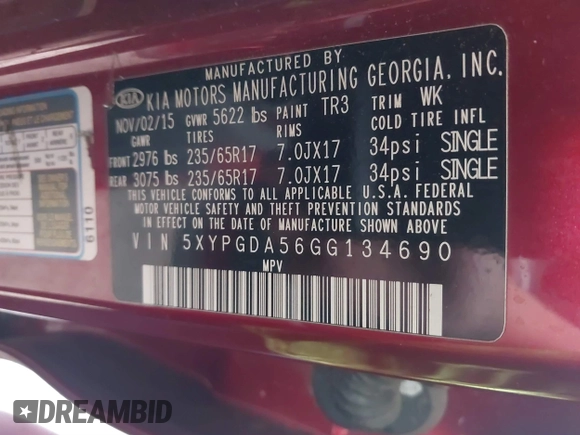 MANUFACTURED BY
KIA KIA MOTORS MANUFACTURING GEORGIA, INC.
NOV/02/15 GVWR 5622 lbs PAINT TR3 TRIM WK
GAWR TIRES RIMS COLD TIRE INFL
FRONT 2976 lbs 235/65R17 7.0JX17 34psi SINGLE
REAR 3075 lbs 235/65R17 7.0JX17 34psi SINGLE
THIS VEHICLE CONFORMS TO ALL APPLICABLE U.S.A. FEDERAL
MOTOR VEHICLE SAFETY AND THEFT PREVENTION STANDARDS
IN EFFECT ON THE DATE OF MANUFACTURE SHOWN ABOVE
VIN 5XYPGDA56GG134690
MPV
6110
DREAMBID